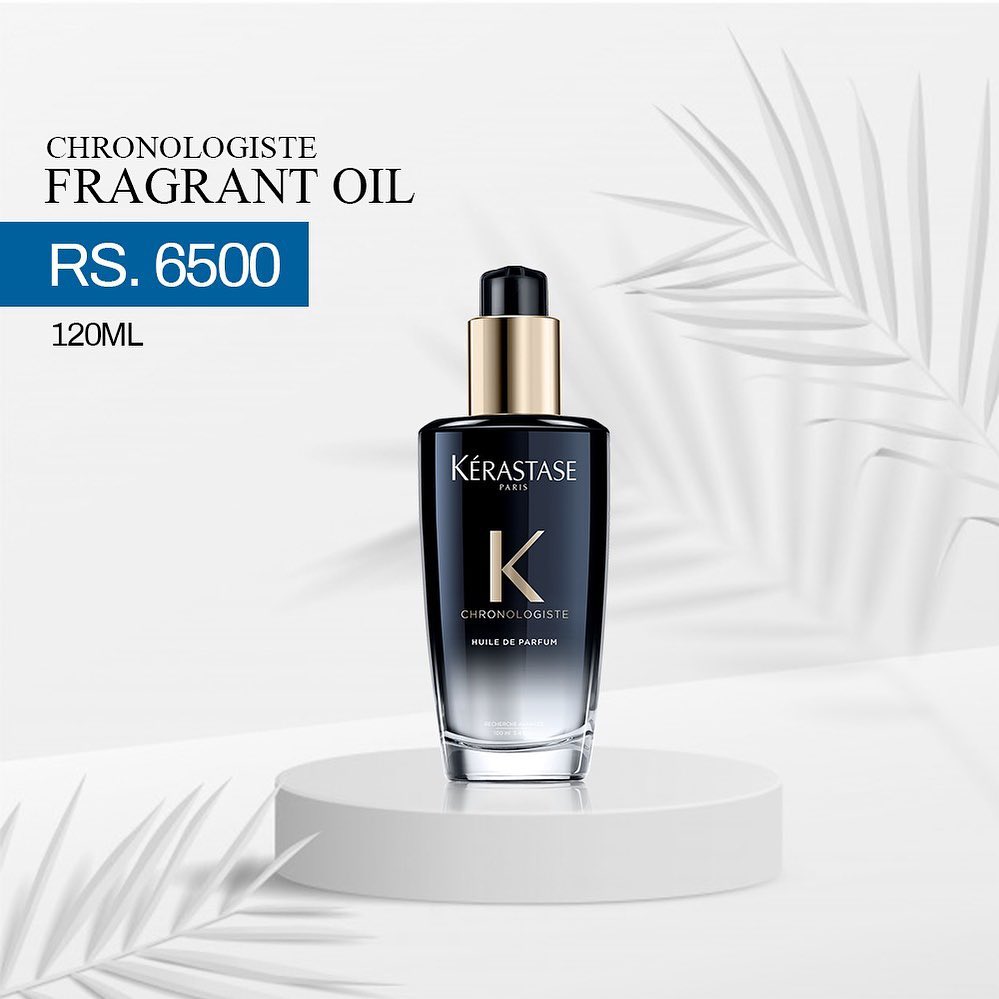 CHRONOLOGISTE
FRAGRANT OIL
RS. 6500
120ML
KÉRASTASE
PARIS
K
CHRONOLOGISTE
HUILE DE PARFUM